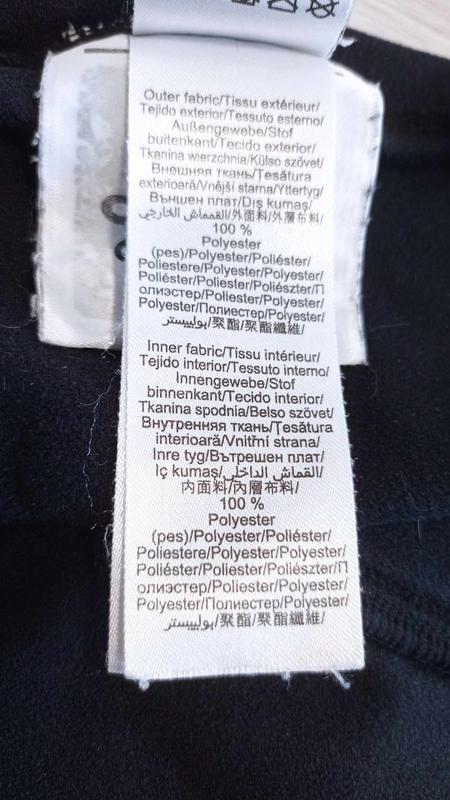 Outer fabric/Tissu extérieur/
Tejido exterior/Tessuto esterno/
Außengewebe/Stof
buitenkant/Tecido exterior/
Tkanina wierzchnia/Külso szövet/
Внешняя ткань/Țesătura
exterioară/Vnější starna/Yttertyg/
Външен плат/Dış kumaş/
القمماش الخارجي/外面料/外層布料/
100 %
Polyester
(pes)/Polyester/Poliéster/
Poliestere/Polyester/Polyester/
Poliéster/Poliester/Poliészter/П
олиэстер/Poliester/Polyester/
Polyester/Полиестер/Polyester/
بولييستر/聚酯/聚酯纖維/
Inner fabric/Tissu intérieur/
Tejido interior/Tessuto interno/
Innengewebe/Stof
binnenkant/Tecido interior/
Tkanina spodnia/Belso szövet/
Внутренняя ткань/Țesătura
interioară/Vnitřní strana/
Inre tyg/Вътрешен плат/
Iç kumaş/القماش الداخلي/
内面料/內層布料/
100 %
Polyester
(pes)/Polyester/Poliéster/
Poliestere/Polyester/Polyester/
Poliéster/Poliester/Poliészter/П
олиэстер/Poliester/Polyester/
Polyester/Полиестер/Polyester/
بولييستر/聚酯/聚酯纖維/